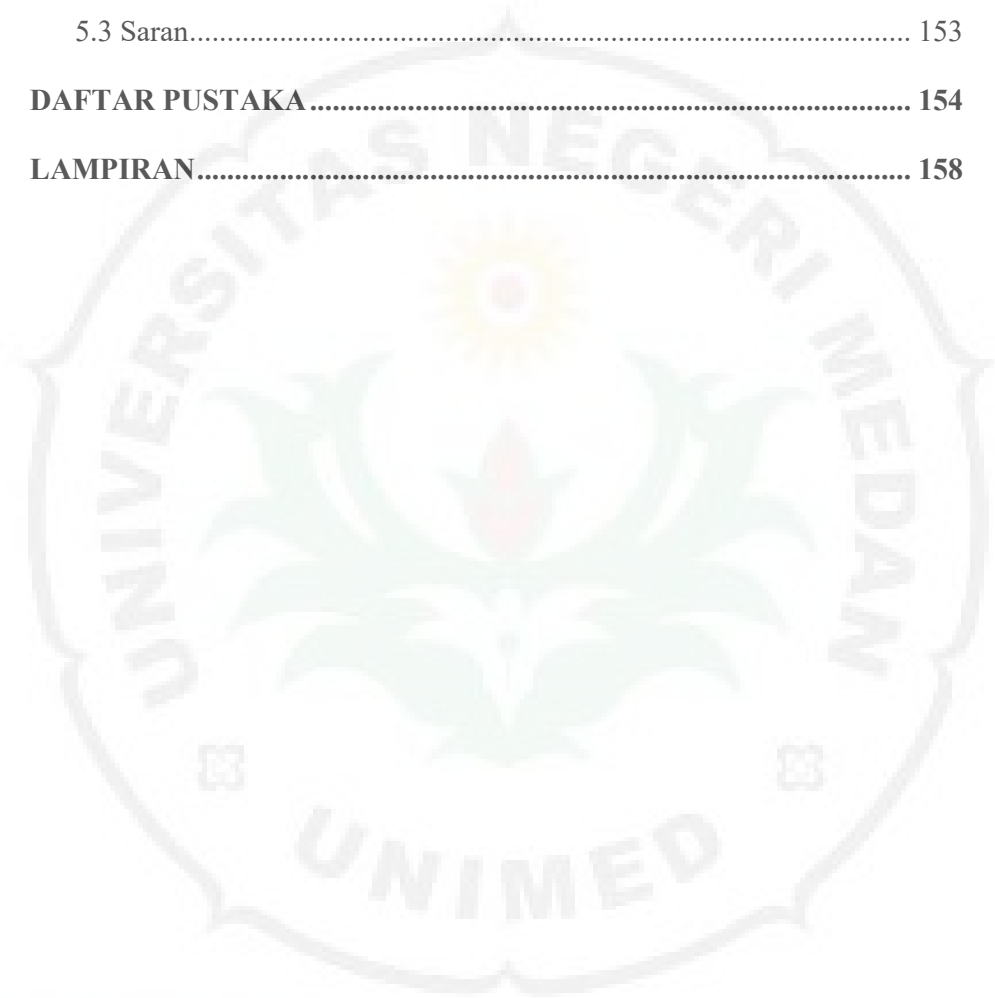 5.3 Saran........................................................................................... 153
DAFTAR PUSTAKA........................................................................... 154
LAMPIRAN......................................................................................... 158
UNIVERSITAS NEGERI MEDAN
UNIMED